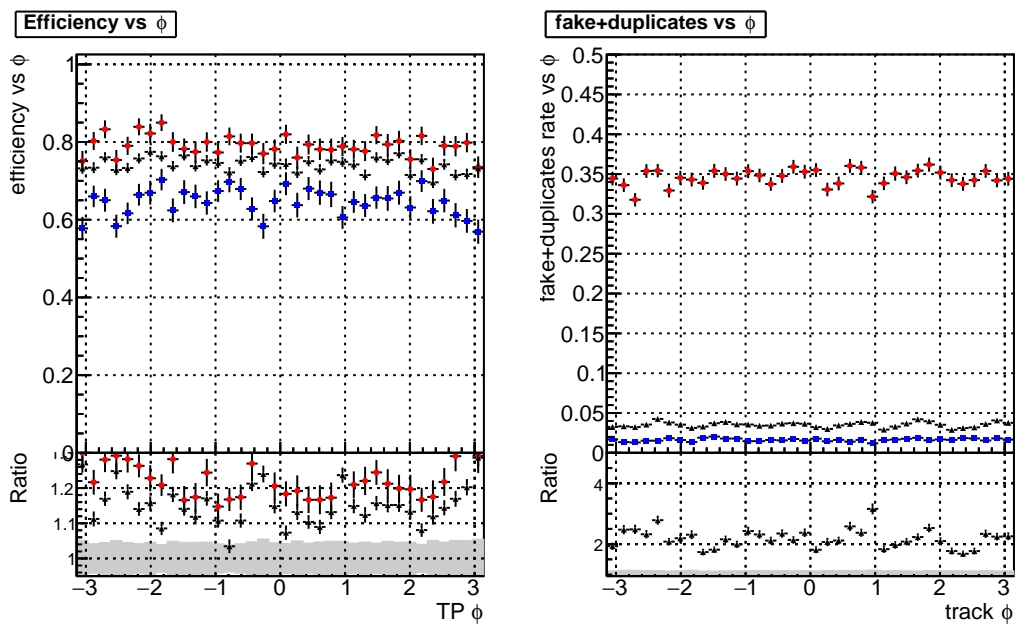 Efficiency vs ϕ
efficiency vs ϕ
1
0.8
0.6
0.4
0.2
0
Ratio
1.2
1.1
1
−3 −2 −1 0 1 2 3
TP ϕ
fake+duplicates vs ϕ
fake+duplicates rate vs ϕ
0.5
0.45
0.4
0.35
0.3
0.25
0.2
0.15
0.1
0.05
0
Ratio
4
2
−3 −2 −1 0 1 2 3
track ϕ